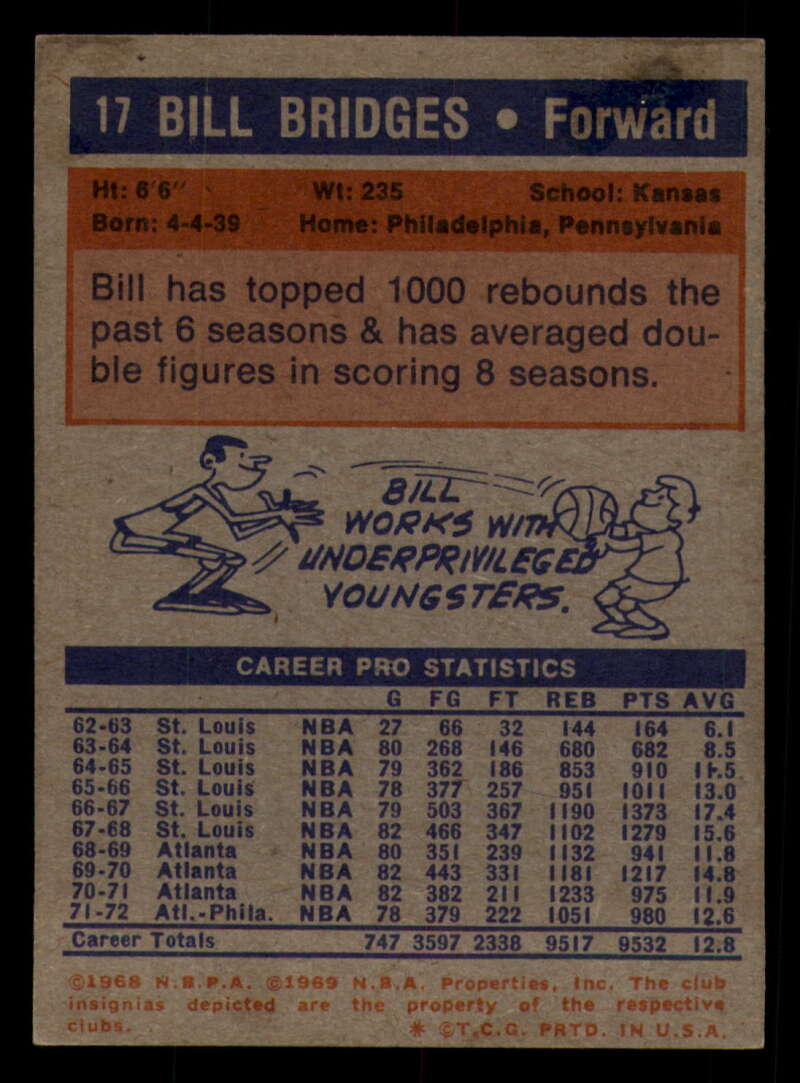 17 BILL BRIDGES • Forward
Ht: 6'6" Wt: 235 School: Kansas
Born: 4-4-39 Home: Philadelphia, Pennsylvania
Bill has topped 1000 rebounds the
past 6 seasons & has averaged dou-
ble figures in scoring 8 seasons.
BILL
WORKS WITH
UNDERPRIVILEGED
YOUNGSTERS.
CAREER PRO STATISTICS
G FG FT REB PTS AVG
62-63 St. Louis NBA 27 66 32 144 164 6.1
63-64 St. Louis NBA 80 268 146 680 682 8.5
64-65 St. Louis NBA 79 362 186 853 910 11.5
65-66 St. Louis NBA 78 377 257 951 1011 13.0
66-67 St. Louis NBA 79 503 367 1190 1373 17.4
67-68 St. Louis NBA 82 466 347 1102 1279 15.6
68-69 Atlanta NBA 80 351 239 1132 941 11.8
69-70 Atlanta NBA 82 443 331 1181 1217 14.8
70-71 Atlanta NBA 82 382 211 1233 975 11.9
71-72 Atl.-Phila. NBA 78 379 222 1051 980 12.6
Career Totals 747 3597 2338 9517 9532 12.8
©1968 N.B.P.A. ©1969 N.B.A. Properties, Inc. The club
insignias depicted are the property of the respective
clubs. * ©T.C.G. PRTD. IN U.S.A.